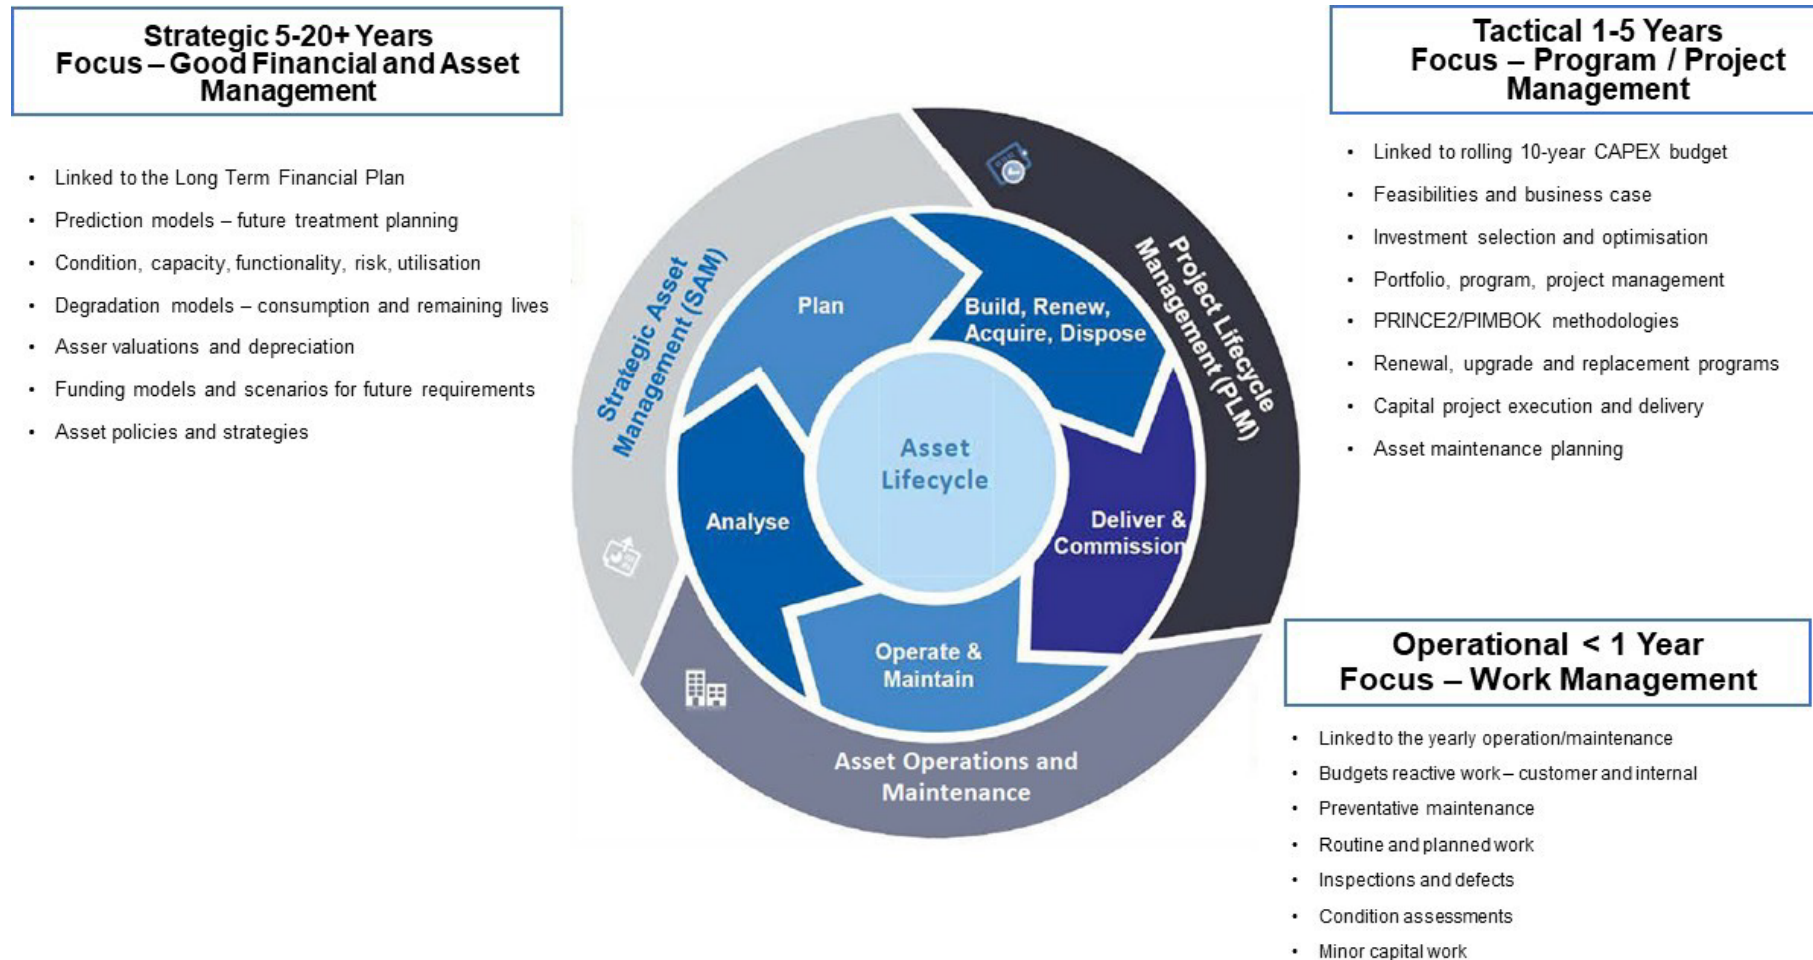 Strategic 5-20+ Years
Focus – Good Financial and Asset
Management
• Linked to the Long Term Financial Plan
• Prediction models – future treatment planning
• Condition, capacity, functionality, risk, utilisation
• Degradation models – consumption and remaining lives
• Asser valuations and depreciation
• Funding models and scenarios for future requirements
• Asset policies and strategies
Strategic Asset
Management (SAM)
Project Lifecycle
Management (PLM)
Plan
Build, Renew,
Acquire, Dispose
Asset
Lifecycle
Analyse
Deliver &
Commission
Operate &
Maintain
Asset Operations and
Maintenance
Tactical 1-5 Years
Focus – Program / Project
Management
• Linked to rolling 10-year CAPEX budget
• Feasibilities and business case
• Investment selection and optimisation
• Portfolio, program, project management
• PRINCE2/PIMBOK methodologies
• Renewal, upgrade and replacement programs
• Capital project execution and delivery
• Asset maintenance planning
Operational < 1 Year
Focus – Work Management
• Linked to the yearly operation/maintenance
• Budgets reactive work – customer and internal
• Preventative maintenance
• Routine and planned work
• Inspections and defects
• Condition assessments
• Minor capital work